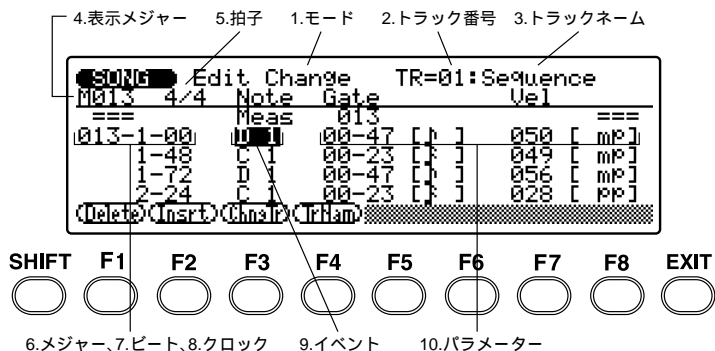 4.表示メジャー 5.拍子 1.モード 2.トラック番号 3.トラックネーム
SONG Edit Change TR=01:Sequence
M013 4/4 Note Gate Vel
=== Meas 013 ===
013-1-00 D 1 00-47 [♪ ] 050 [ mp]
1-48 C 1 00-23 [ ] 049 [ mp]
1-72 D 1 00-47 [♪ ] 056 [ mp]
2-24 C 1 00-23 [ ] 028 [ pp]
(Delete) (Insrt) (ChngTr) (TrNam)
SHIFT F1 F2 F3 F4 F5 F6 F7 F8 EXIT
6.メジャー、7.ビート、8.クロック 9.イベント 10.パラメーター